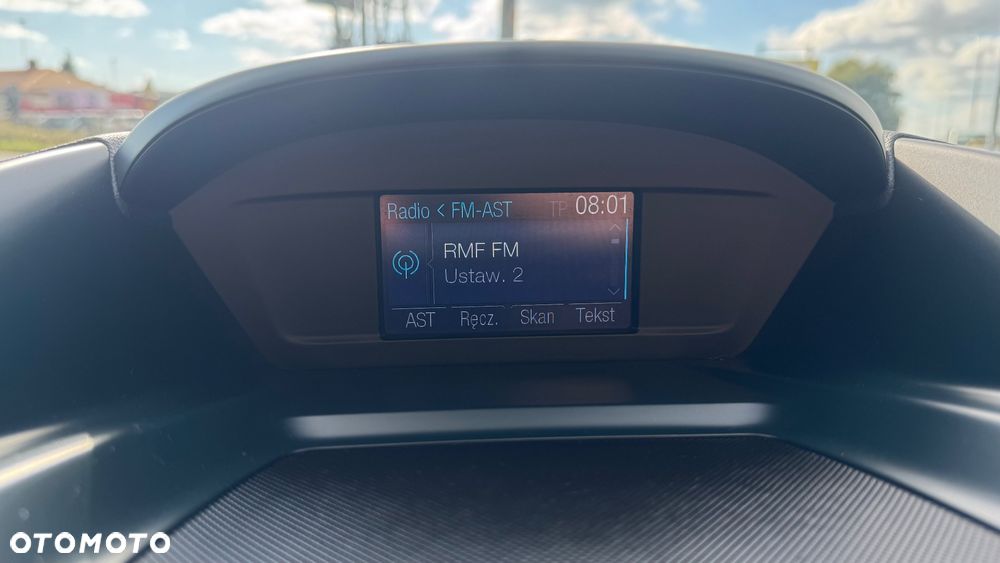 Radio < FM-AST TP 08:01
RMF FM
Ustaw. 2
AST Ręcz. Skan Tekst
OTOMOTO